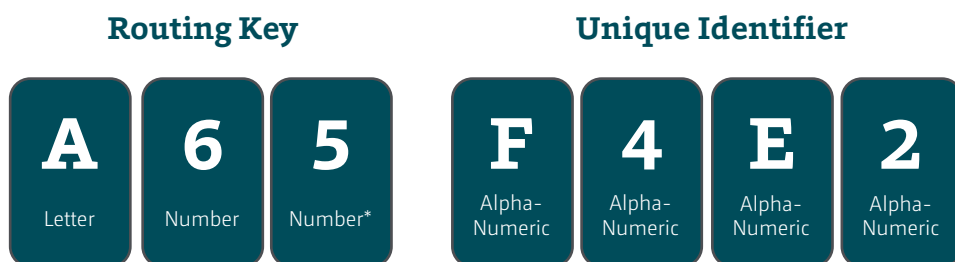 Routing Key
A
Letter
6
Number
5
Number*
Unique Identifier
F
Alpha-
Numeric
4
Alpha-
Numeric
E
Alpha-
Numeric
2
Alpha-
Numeric